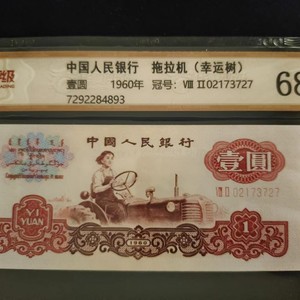 级
中国人民银行 拖拉机（幸运树）
壹圆 1960年 冠号：Ⅷ Ⅱ02173727
7292284893
68
中国人民银行
壹圆
Ⅷ Ⅱ 02173727
YI
YUAN
1960
1